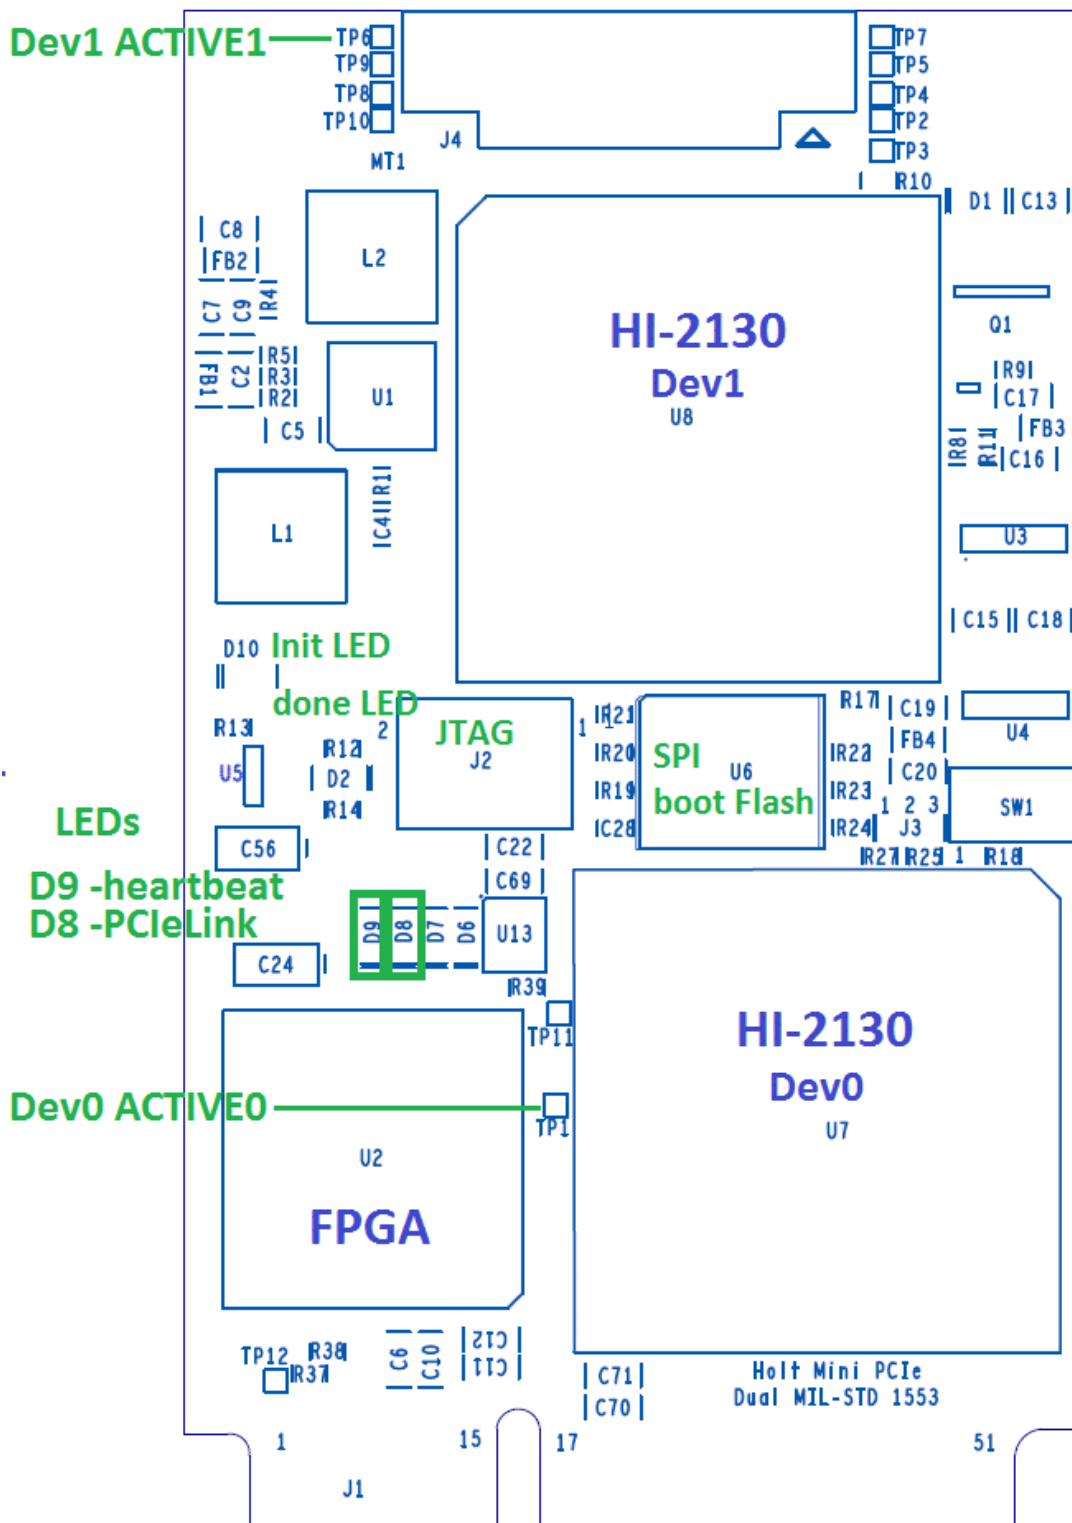 Dev1 ACTIVE1
TP6
TP9
TP8
TP10
MT1
J4
TP7
TP5
TP4
TP2
TP3
R10
D1
C13
C8
FB2
C7
C9
R4
L2
HI-2130
Dev1
U8
Q1
FB1
C2
R5
R3
R2
U1
C5
R9
C17
FB3
R8
R11
C16
R1
C4
L1
U3
C15
C18
D10
Init LED
done LED
R13
U5
R12
D2
R14
2
JTAG
J2
1
R21
R20
R19
C28
SPI
U6
boot Flash
R17
R22
R23
R24
C19
FB4
C20
U4
1 2 3
J3
SW1
R27
R25
1
R18
LEDs
C56
D9 -heartbeat
D8 -PCIeLink
C22
C69
D9
D8
D7
D6
U13
C24
R39
TP11
HI-2130
Dev0
U7
Dev0 ACTIVE0
TP1
U2
FPGA
TP12
R38
R37
C6
C10
C12
C11
C71
C70
Holt Mini PCIe
Dual MIL-STD 1553
1
15
17
51
J1